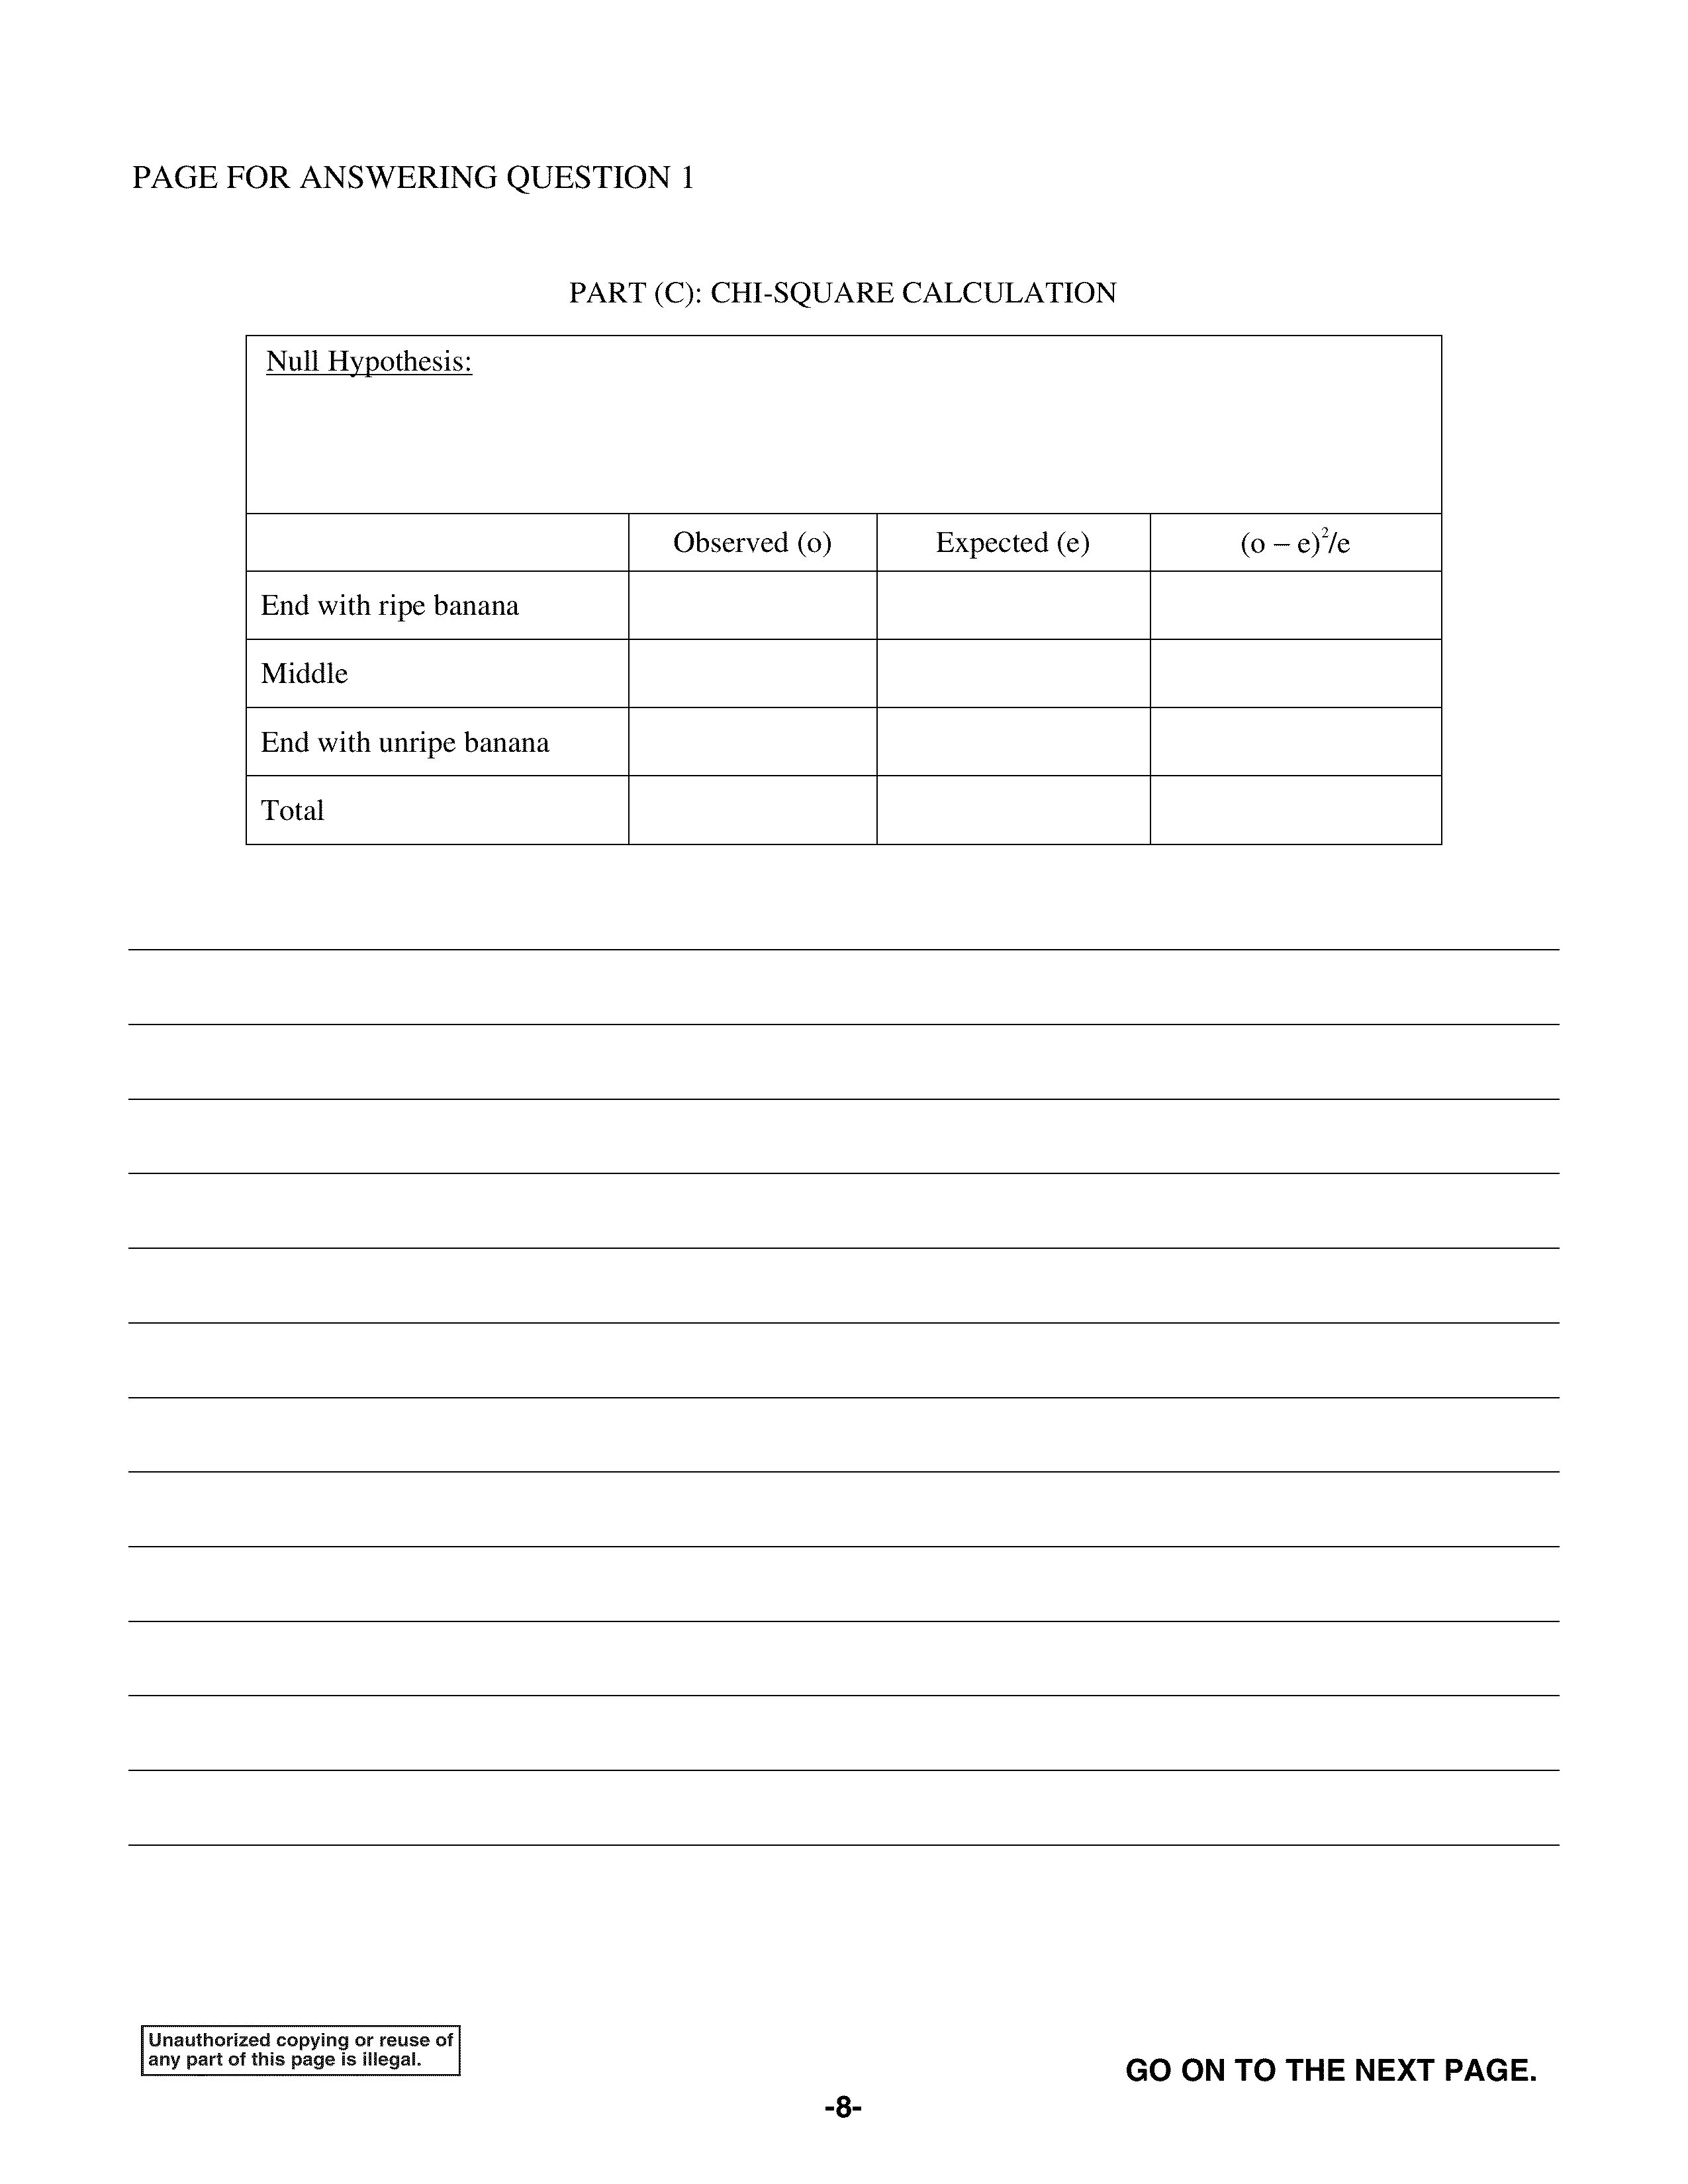 PAGE FOR ANSWERING QUESTION 1
PART (C): CHI-SQUARE CALCULATION
Null Hypothesis:
Observed (o) Expected (e) (o – e)²/e
End with ripe banana
Middle
End with unripe banana
Total
Unauthorized copying or reuse of
any part of this page is illegal.
GO ON TO THE NEXT PAGE.
-8-